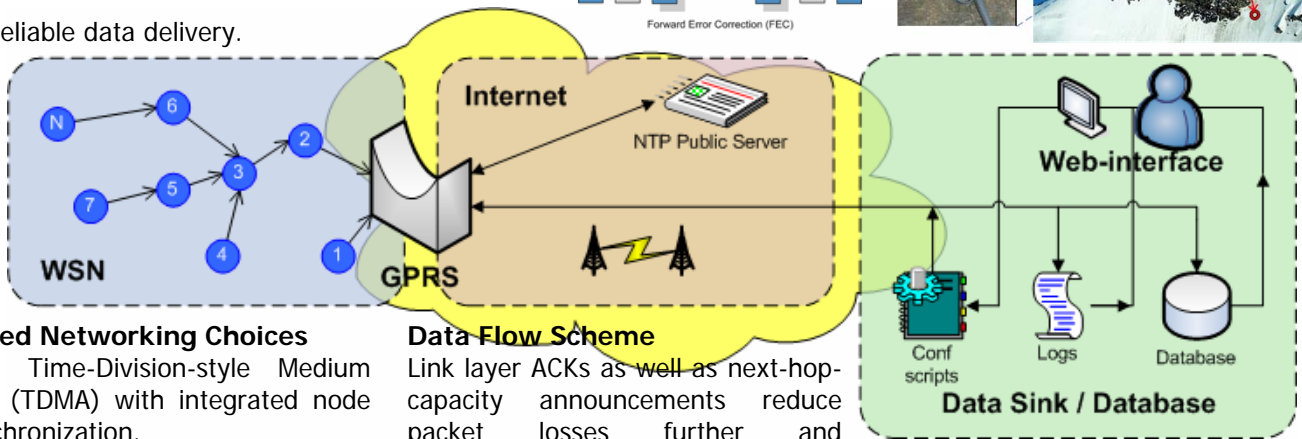 Forward Error Correction (FEC)
eliable data delivery.
Internet
NTP Public Server
N
6
2
3
5
7
4
1
WSN
GPRS
Web-interface
Conf
scripts
Logs
Database
Data Sink / Database
ed Networking Choices
Time-Division-style Medium
(TDMA) with integrated node
chronization.
Data Flow Scheme
Link layer ACKs as well as next-hop-
capacity announcements reduce
packet losses further and